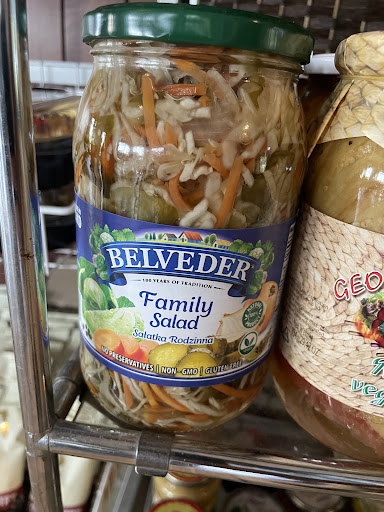 BELVEDER
100 YEARS OF TRADITION
Family
Salad
Sałatka Rodzinna
NO PRESERVATIVES | NON - GMO | GLUTEN FREE
GEO